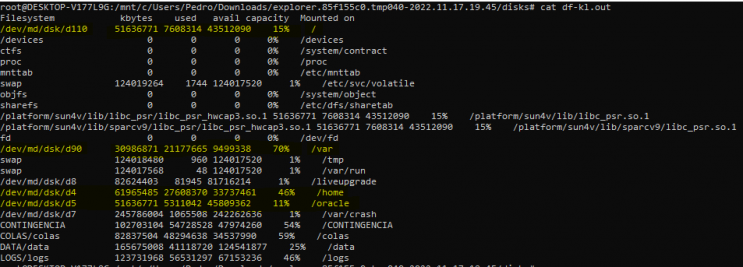 root@DESKTOP-V177L9G:/mnt/c/Users/Pedro/Downloads/explorer.85f155c0.tmp040-2022.11.17.19.45/disks# cat df-kl.out
Filesystem kbytes used avail capacity Mounted on
/dev/md/dsk/d110 51636771 7608314 43512090 15% /
/devices 0 0 0 0% /devices
ctfs 0 0 0 0% /system/contract
proc 0 0 0 0% /proc
mnttab 0 0 0 0% /etc/mnttab
swap 124019264 1744 124017520 1% /etc/svc/volatile
objfs 0 0 0 0% /system/object
sharefs 0 0 0 0% /etc/dfs/sharetab
/platform/sun4v/lib/libc_psr/libc_psr_hwcap3.so.1 51636771 7608314 43512090 15% /platform/sun4v/lib/libc_psr.so.1
/platform/sun4v/lib/sparcv9/libc_psr/libc_psr_hwcap3.so.1 51636771 7608314 43512090 15% /platform/sun4v/lib/sparcv9/libc_psr.so.1
fd 0 0 0 0% /dev/fd
/dev/md/dsk/d90 30986871 21177665 9499338 70% /var
swap 124018480 960 124017520 1% /tmp
swap 124017568 48 124017520 1% /var/run
/dev/md/dsk/d8 82624403 81945 81716214 1% /liveupgrade
/dev/md/dsk/d4 61965485 27608370 33737461 46% /home
/dev/md/dsk/d5 51636771 5311042 45809362 11% /oracle
/dev/md/dsk/d7 245786004 1065508 242262636 1% /var/crash
CONTINGENCIA 102703104 54728528 47974260 54% /CONTINGENCIA
COLAS/colas 82837504 48294638 34537990 59% /colas
DATA/data 165675008 41118720 124541877 25% /data
LOGS/logs 123731968 56531297 67153236 46% /logs